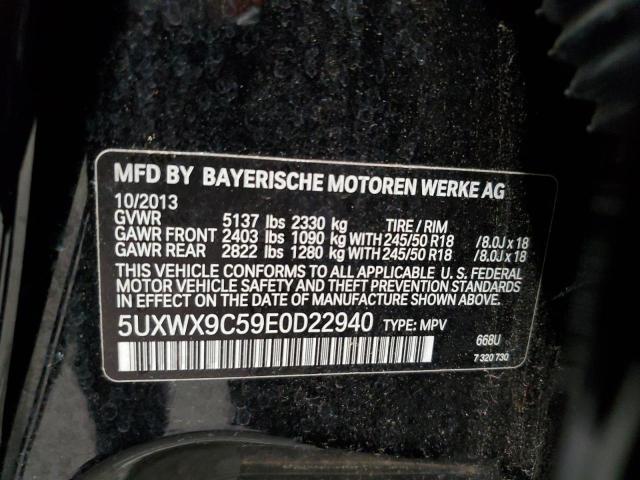 MFD BY BAYERISCHE MOTOREN WERKE AG
10/2013
GVWR 5137 lbs 2330 kg TIRE / RIM
GAWR FRONT 2403 lbs 1090 kg WITH 245/50 R18 / 8.0J x 18
GAWR REAR 2822 lbs 1280 kg WITH 245/50 R18 / 8.0J x 18
THIS VEHICLE CONFORMS TO ALL APPLICABLE U. S. FEDERAL
MOTOR VEHICLE SAFETY AND THEFT PREVENTION STANDARDS
IN EFFECT ON THE DATE OF MANUFACTURE SHOWN ABOVE.
5UXWX9C59E0D22940 TYPE: MPV
668U
7 320 730